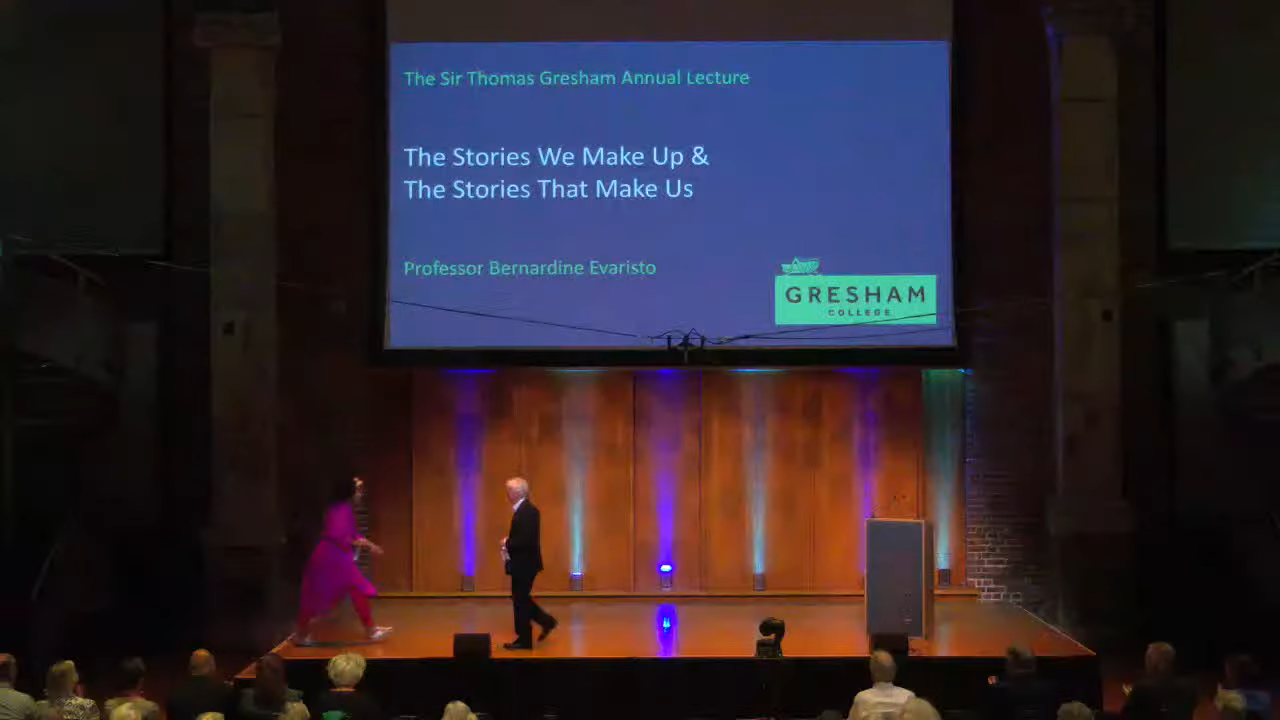 The Sir Thomas Gresham Annual Lecture
The Stories We Make Up &
The Stories That Make Us
Professor Bernardine Evaristo
GRESHAM
COLLEGE